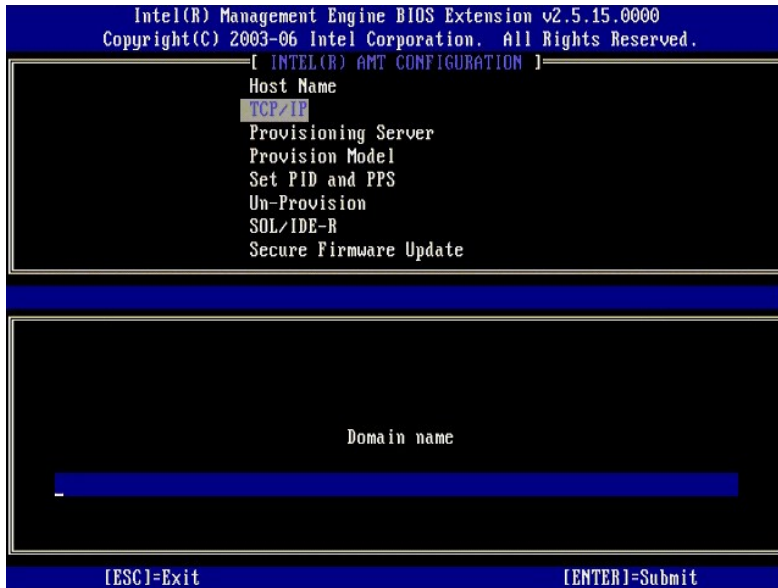 Intel(R) Management Engine BIOS Extension v2.5.15.0000
Copyright(C) 2003-06 Intel Corporation. All Rights Reserved.
[ INTEL(R) AMT CONFIGURATION ]
Host Name
TCP/IP
Provisioning Server
Provision Model
Set PID and PPS
Un-Provision
SOL/IDE-R
Secure Firmware Update
Domain name
[ESC]=Exit [ENTER]=Submit